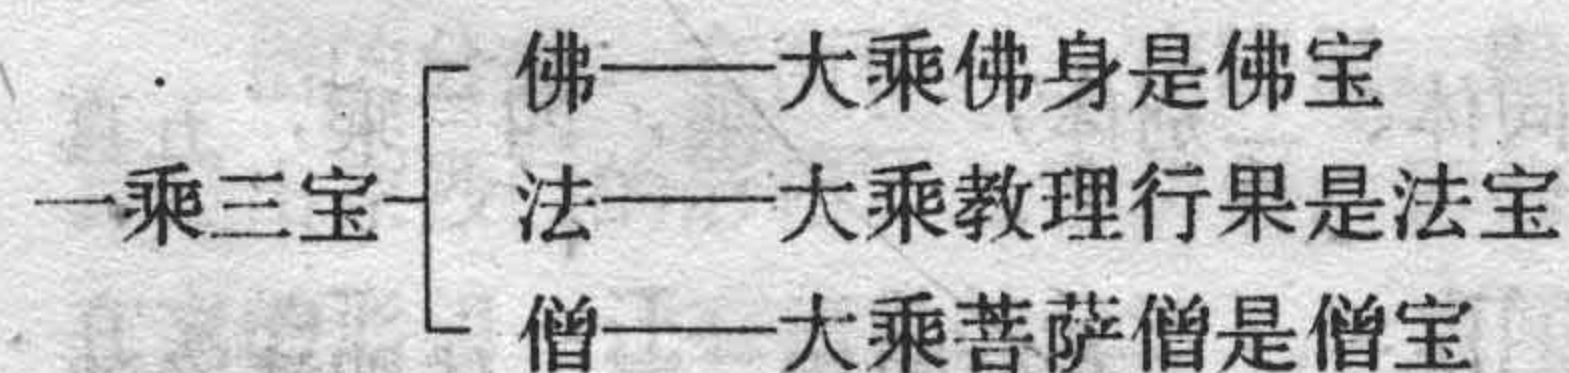 佛——大乘佛身是佛宝
一乘三宝 法——大乘教理行果是法宝
僧——大乘菩萨僧是僧宝